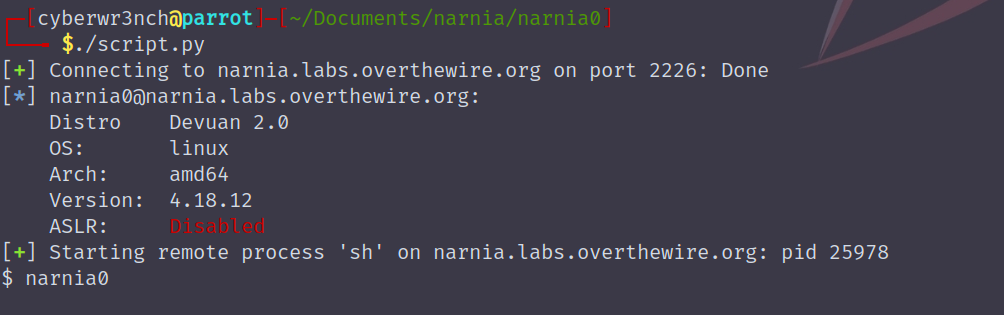 ┌─[cyberwr3nch@parrot]─[~/Documents/narnia/narnia0]
└──╼ $./script.py
[+] Connecting to narnia.labs.overthewire.org on port 2226: Done
[*] narnia0@narnia.labs.overthewire.org:
    Distro    Devuan 2.0
    OS:       linux
    Arch:     amd64
    Version:  4.18.12
    ASLR:     Disabled
[+] Starting remote process 'sh' on narnia.labs.overthewire.org: pid 25978
$ narnia0